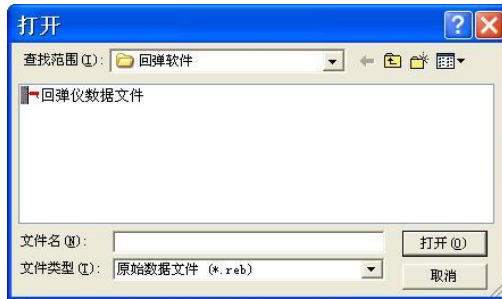 打开
查找范围(I): 回弹软件
回弹仪数据文件
文件名(N): 打开(O)
文件类型(T): 原始数据文件 (*.reb) 取消